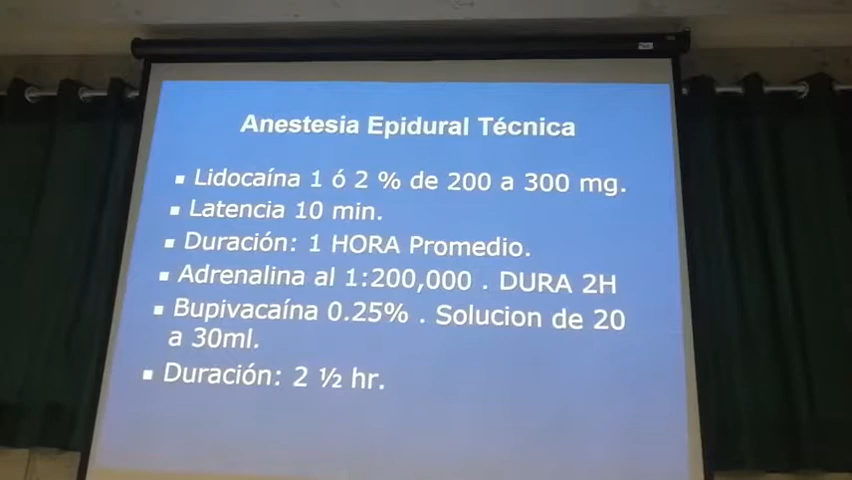 Anestesia Epidural Técnica
▪ Lidocaína 1 ó 2 % de 200 a 300 mg.
▪ Latencia 10 min.
▪ Duración: 1 HORA Promedio.
▪ Adrenalina al 1:200,000 . DURA 2H
▪ Bupivacaína 0.25% . Solucion de 20
a 30ml.
▪ Duración: 2 ½ hr.